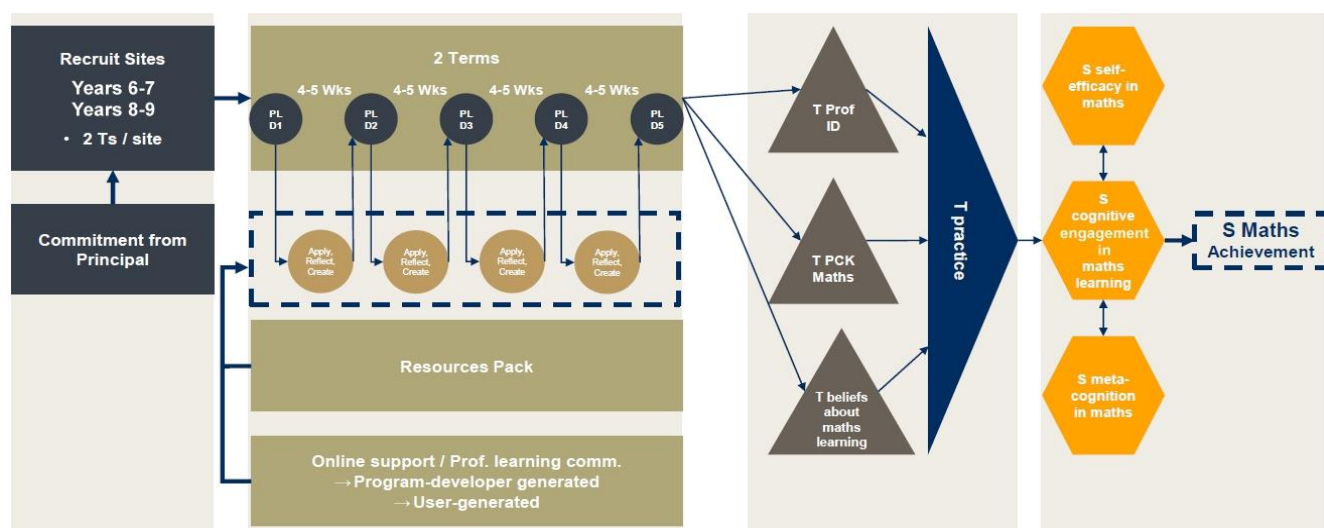 Recruit Sites
Years 6-7
Years 8-9
• 2 Ts / site
Commitment from
Principal
2 Terms
4-5 Wks
4-5 Wks
4-5 Wks
4-5 Wks
PL
D1
PL
D2
PL
D3
PL
D4
PL
D5
Apply,
Reflect,
Create
Apply,
Reflect,
Create
Apply,
Reflect,
Create
Apply,
Reflect,
Create
Resources Pack
Online support / Prof. learning comm.
→Program-developer generated
→User-generated
T Prof
ID
T PCK
Maths
T beliefs
about
maths
learning
T practice
S self-
efficacy in
maths
S
cognitive
engagement
in
maths
learning
S meta-
cognition
in maths
S Maths
Achievement